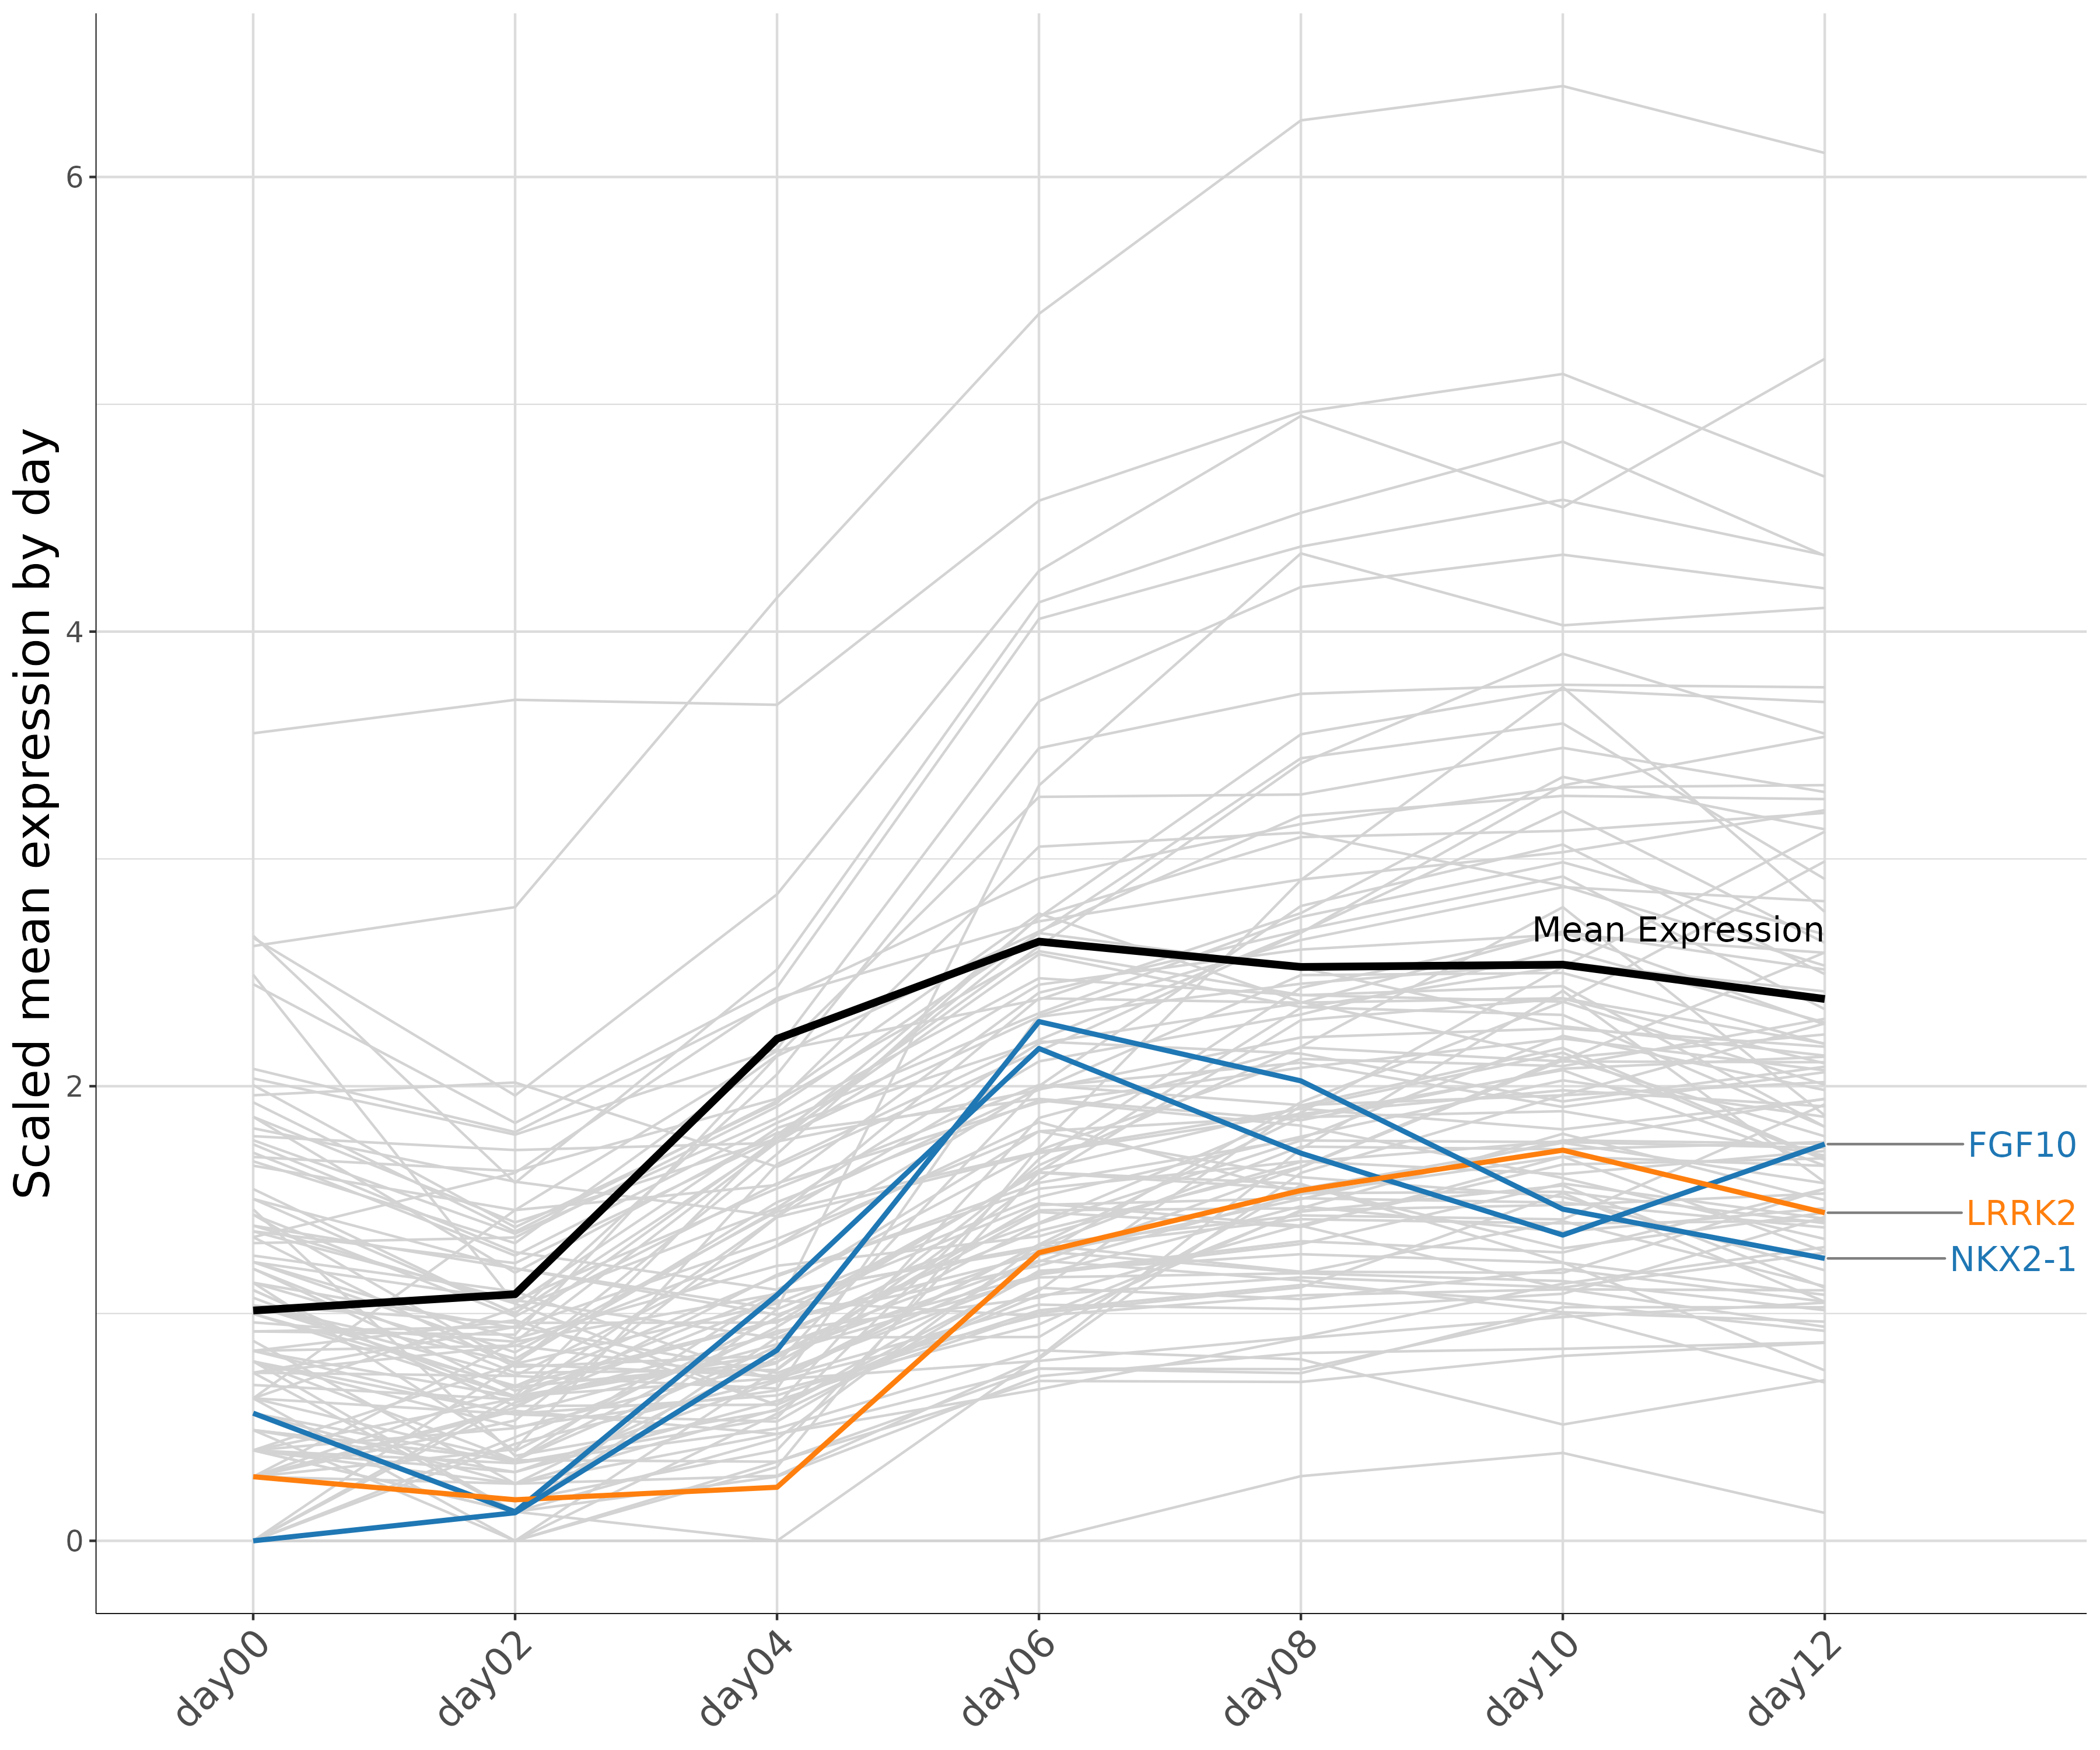 Scaled mean expression by day
6
4
2
0
Mean Expression
FGF10
LRRK2
NKX2-1
day00
day02
day04
day06
day08
day10
day12